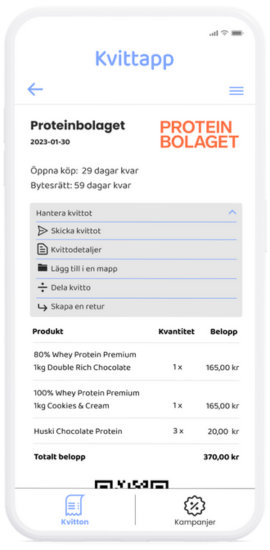 Kvittapp
Proteinbolaget
2023-01-30
PROTEIN
BOLAGET
Öppna köp: 29 dagar kvar
Bytesrätt: 59 dagar kvar
Hantera kvittot
Skicka kvittot
Kvittodetaljer
Lägg till i en mapp
Dela kvitto
Skapa en retur
Produkt Kvantitet Belopp
80% Whey Protein Premium
1kg Double Rich Chocolate 1 x 165,00 kr
100% Whey Protein Premium
1kg Cookies & Cream 1 x 165,00 kr
Huski Chocolate Protein 3 x 20,00 kr
Totalt belopp 370,00 kr
Kvitton Kampanjer